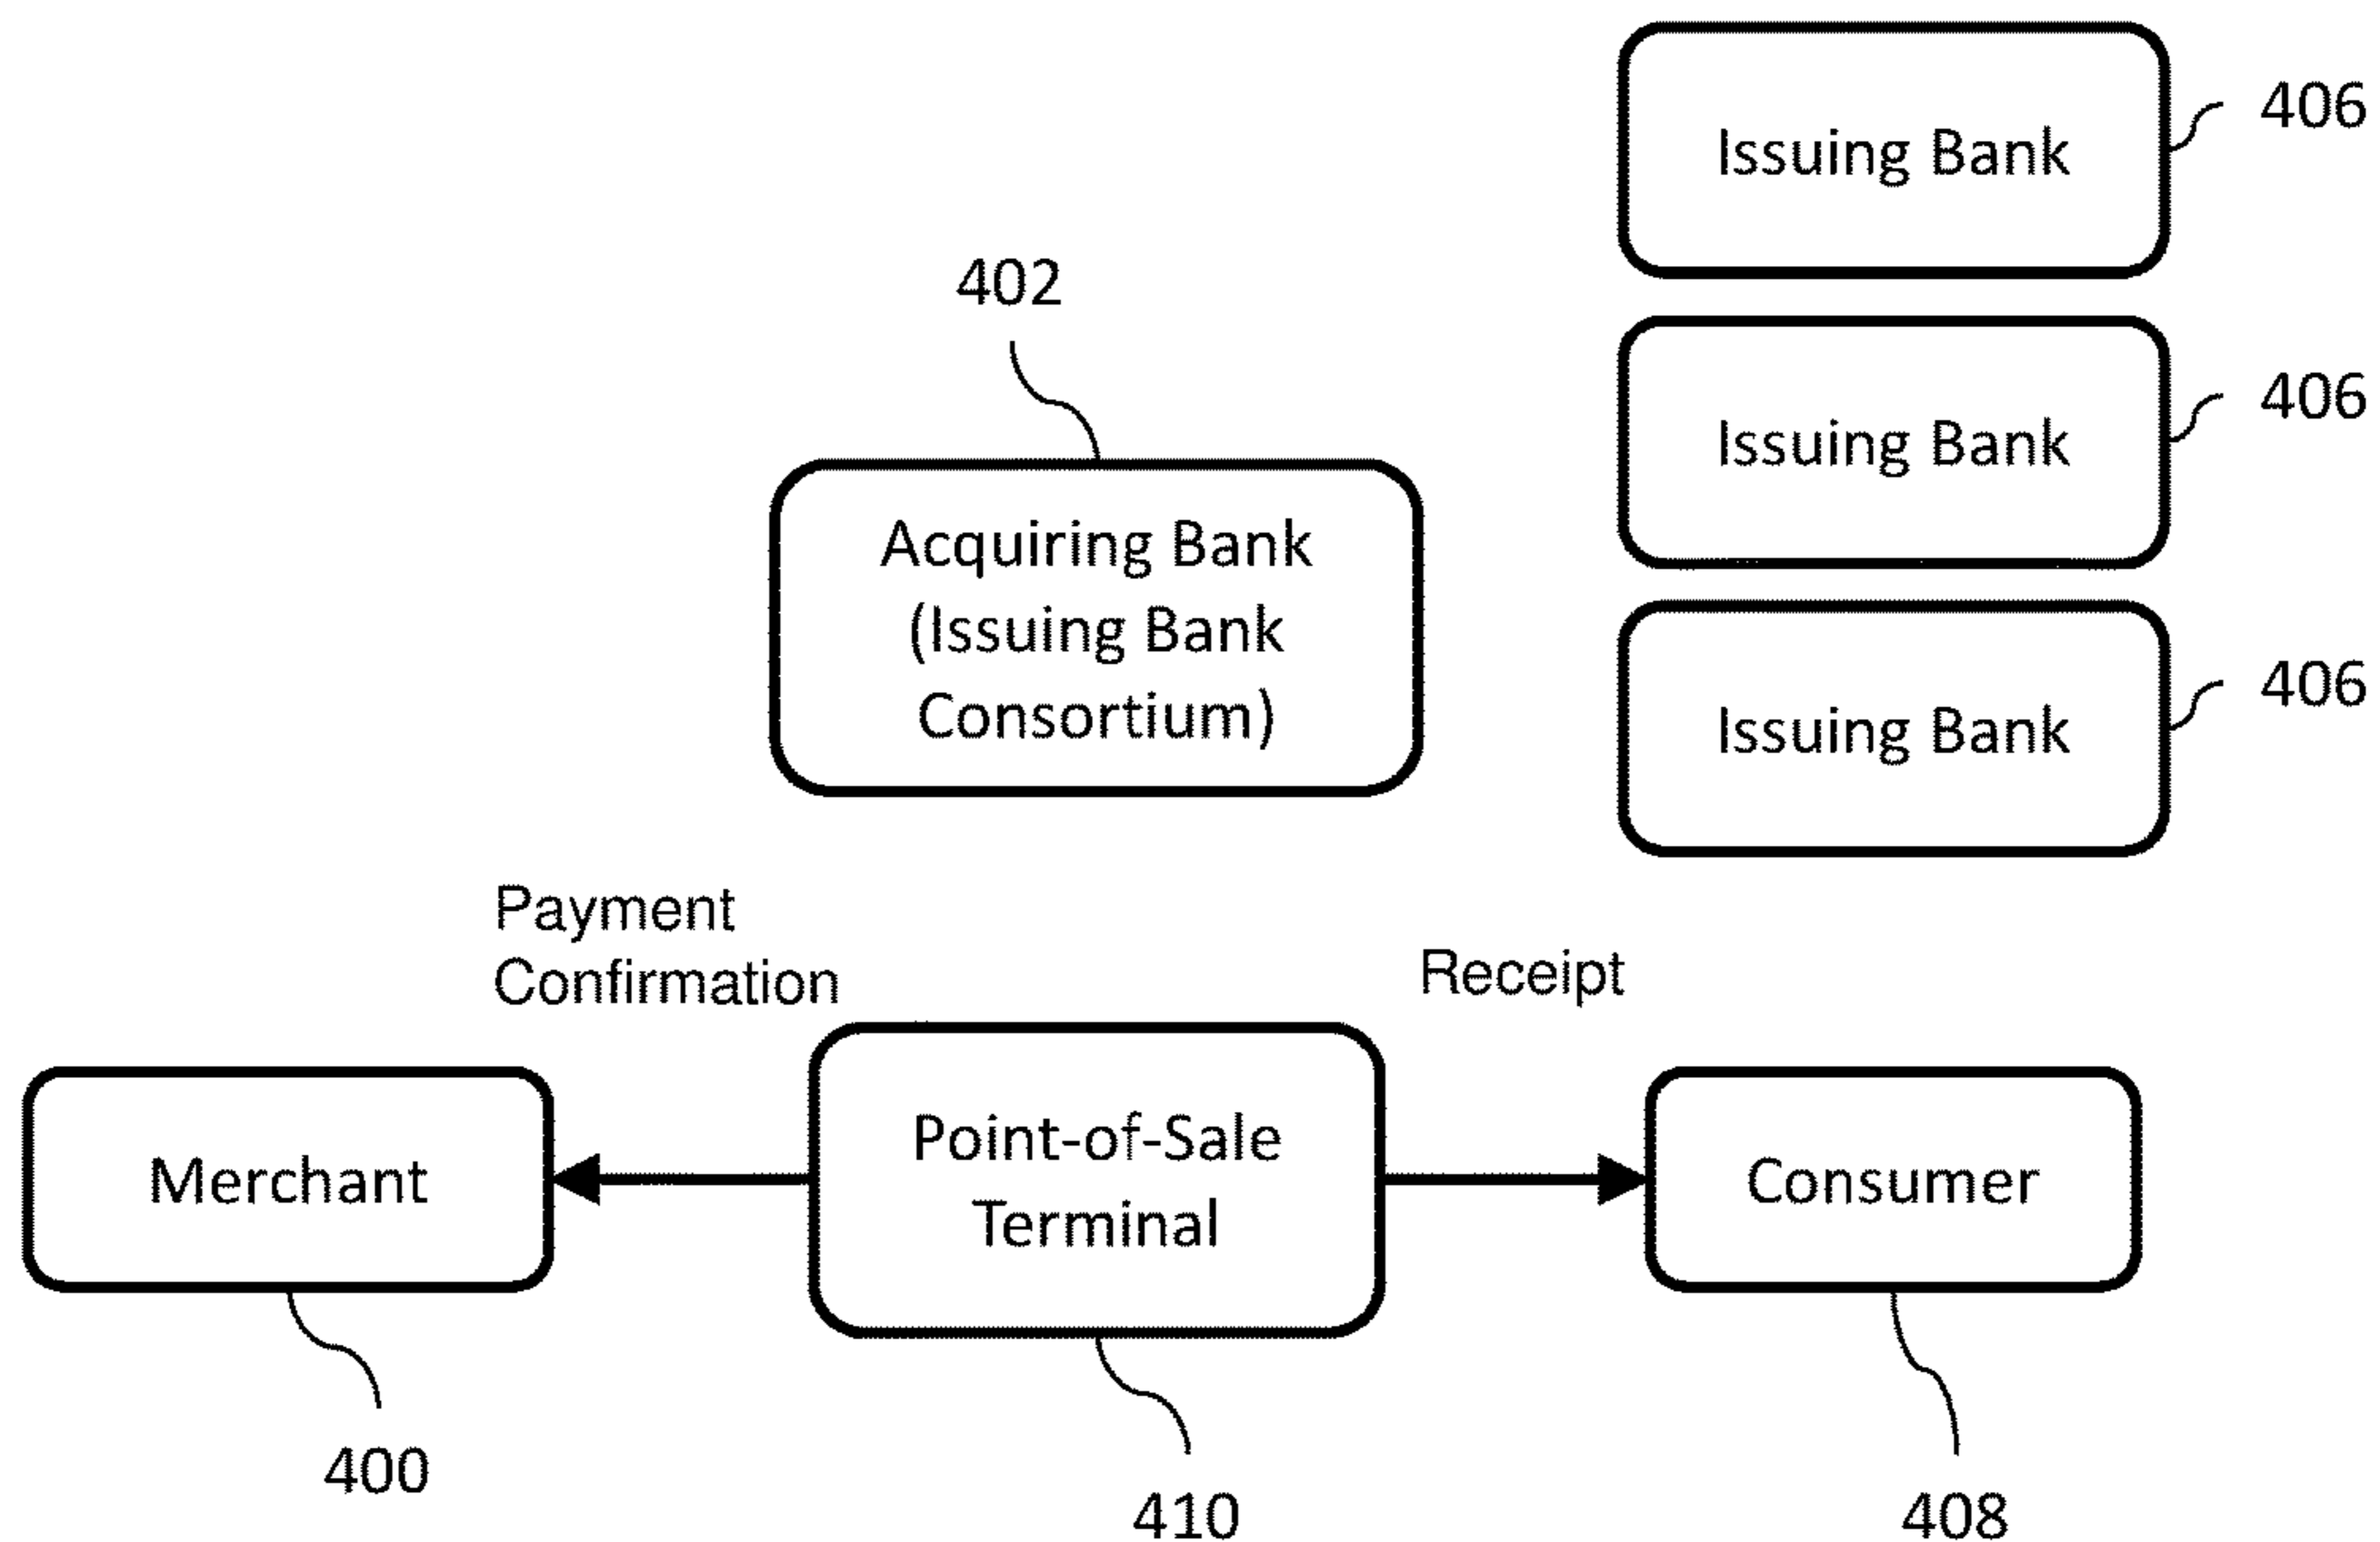 Issuing Bank
406
402
Issuing Bank
406
Acquiring Bank
(Issuing Bank
Consortium)
Issuing Bank
406
Payment
Confirmation
Receipt
Merchant
Point-of-Sale
Terminal
Consumer
400
410
408